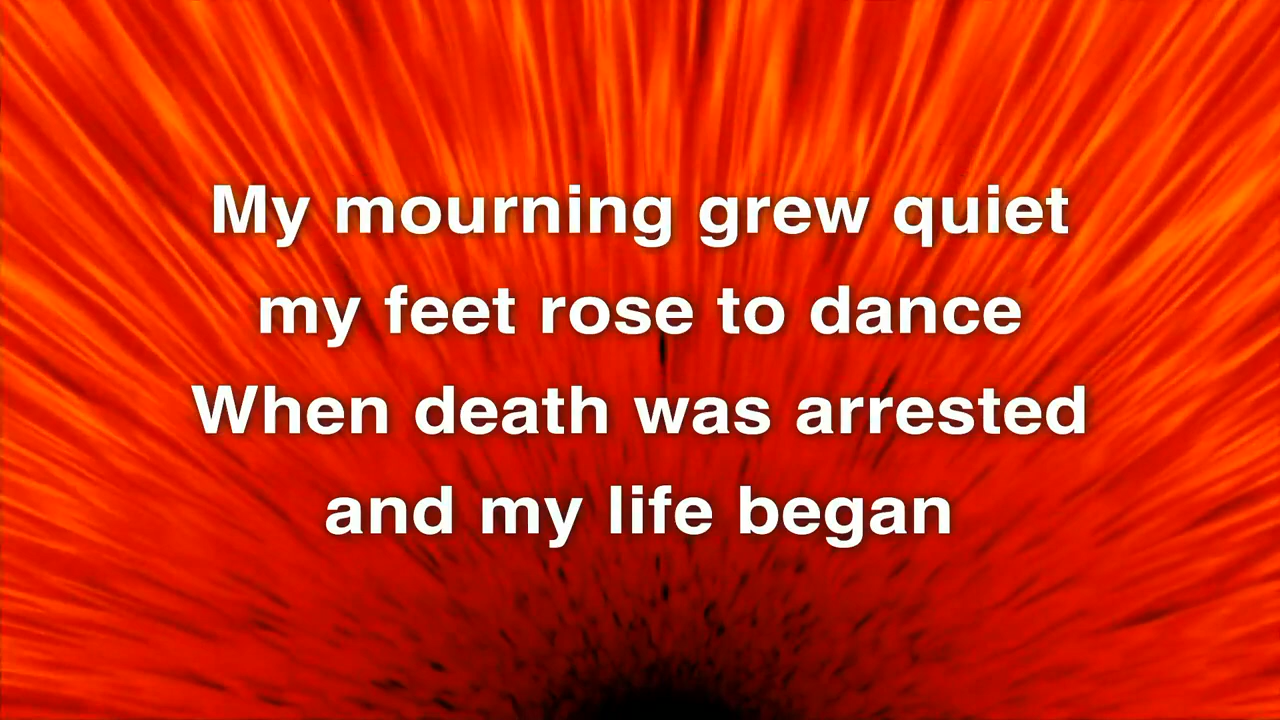 My mourning grew quiet
my feet rose to dance
When death was arrested
and my life began